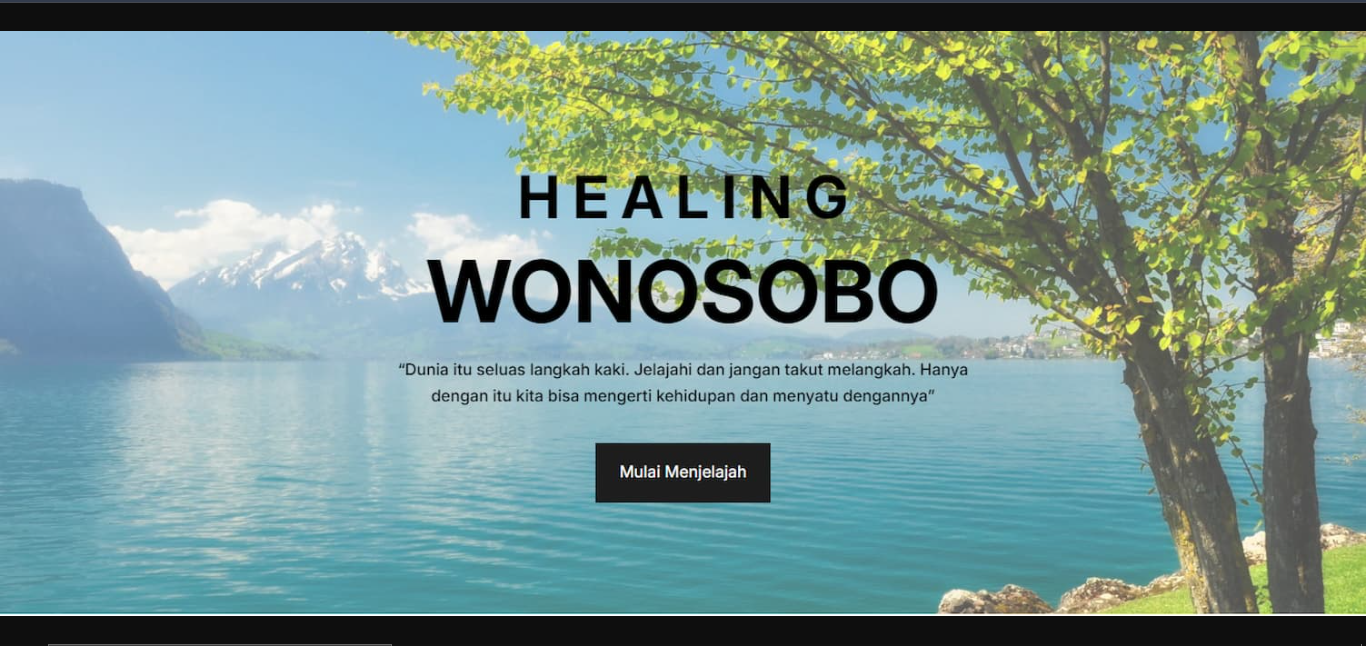 HEALING
WONOSOBO
“Dunia itu seluas langkah kaki. Jelajahi dan jangan takut melangkah. Hanya
dengan itu kita bisa mengerti kehidupan dan menyatu dengannya”
Mulai Menjelajah